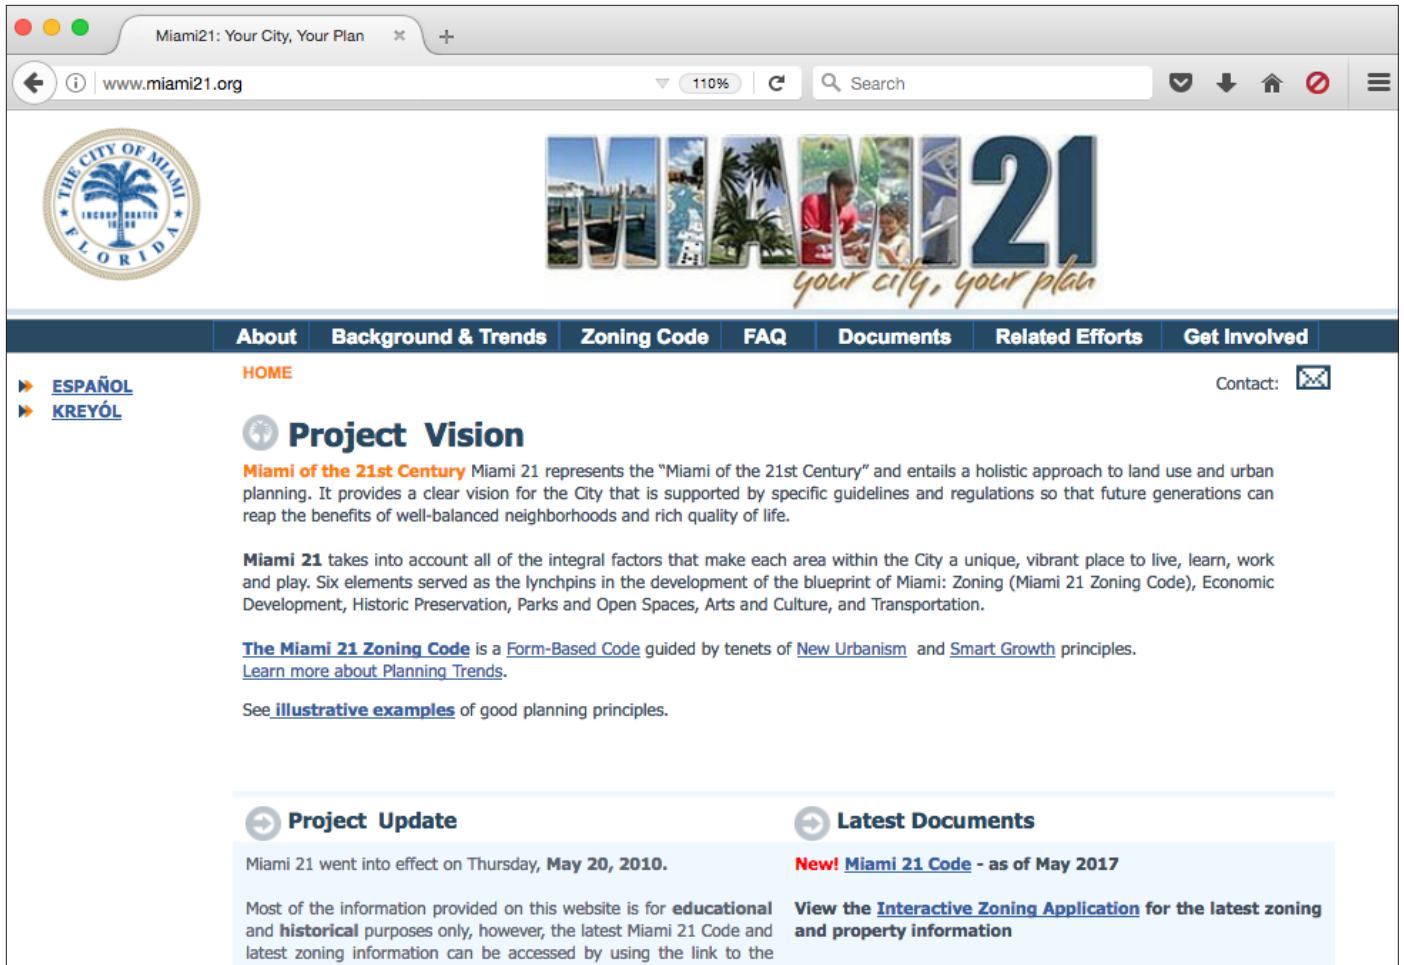 Miami21: Your City, Your Plan
www.miami21.org
110%
Search
THE CITY OF MIAMI
INCORP ORATED
18 96
FLORIDA
MIAMI 21
your city, your plan
About Background & Trends Zoning Code FAQ Documents Related Efforts Get Involved
ESPAÑOL
KREYÓL
HOME
Contact:
Project Vision
Miami of the 21st Century Miami 21 represents the “Miami of the 21st Century” and entails a holistic approach to land use and urban
planning. It provides a clear vision for the City that is supported by specific guidelines and regulations so that future generations can
reap the benefits of well-balanced neighborhoods and rich quality of life.
Miami 21 takes into account all of the integral factors that make each area within the City a unique, vibrant place to live, learn, work
and play. Six elements served as the lynchpins in the development of the blueprint of Miami: Zoning (Miami 21 Zoning Code), Economic
Development, Historic Preservation, Parks and Open Spaces, Arts and Culture, and Transportation.
The Miami 21 Zoning Code is a Form-Based Code guided by tenets of New Urbanism and Smart Growth principles.
Learn more about Planning Trends.
See illustrative examples of good planning principles.
Project Update
Miami 21 went into effect on Thursday, May 20, 2010.
Most of the information provided on this website is for educational
and historical purposes only, however, the latest Miami 21 Code and
latest zoning information can be accessed by using the link to the
Latest Documents
New! Miami 21 Code - as of May 2017
View the Interactive Zoning Application for the latest zoning
and property information